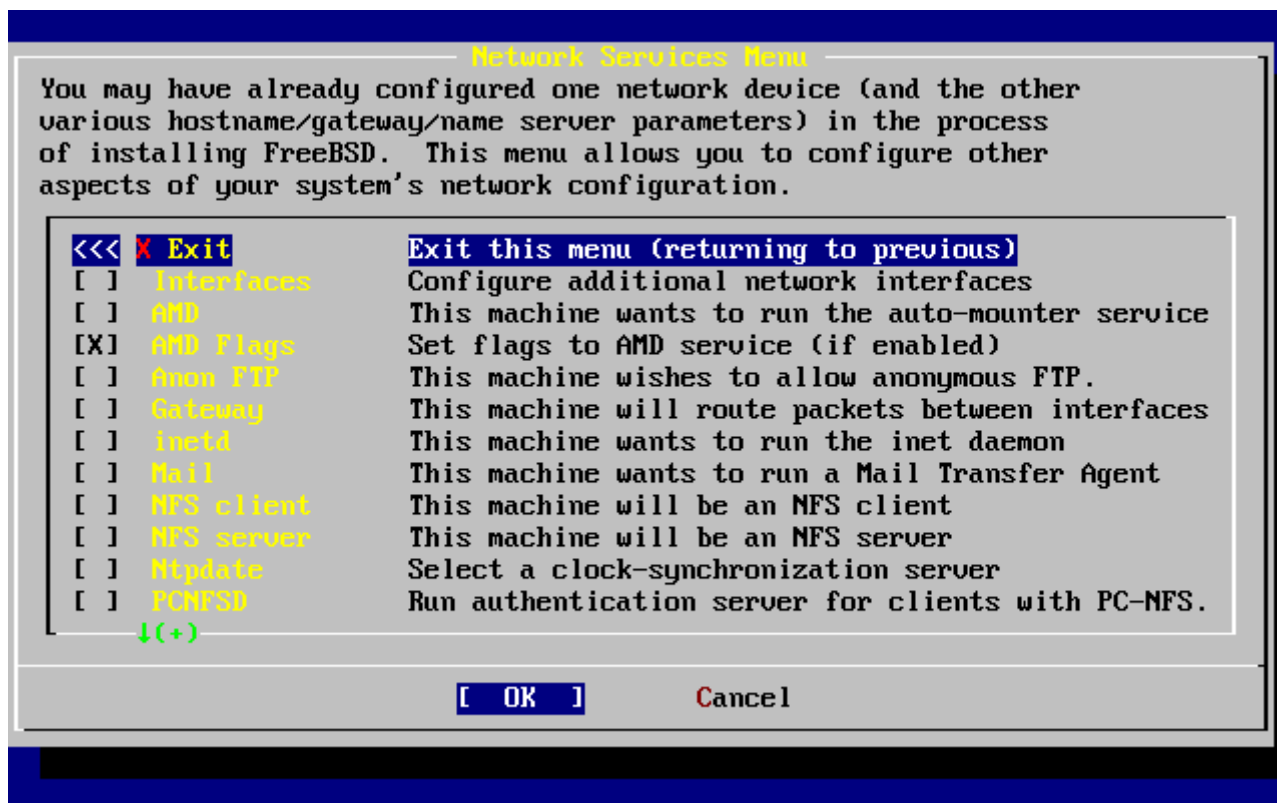 Network Services Menu
You may have already configured one network device (and the other
various hostname/gateway/name server parameters) in the process
of installing FreeBSD.  This menu allows you to configure other
aspects of your system's network configuration.
<<< X Exit Exit this menu (returning to previous)
[ ] Interfaces Configure additional network interfaces
[ ] AMD This machine wants to run the auto-mounter service
[X] AMD Flags Set flags to AMD service (if enabled)
[ ] Anon FTP This machine wishes to allow anonymous FTP.
[ ] Gateway This machine will route packets between interfaces
[ ] inetd This machine wants to run the inet daemon
[ ] Mail This machine wants to run a Mail Transfer Agent
[ ] NFS client This machine will be an NFS client
[ ] NFS server This machine will be an NFS server
[ ] Ntpdate Select a clock-synchronization server
[ ] PCNFSD Run authentication server for clients with PC-NFS.
↓(+)
[ OK ] Cancel